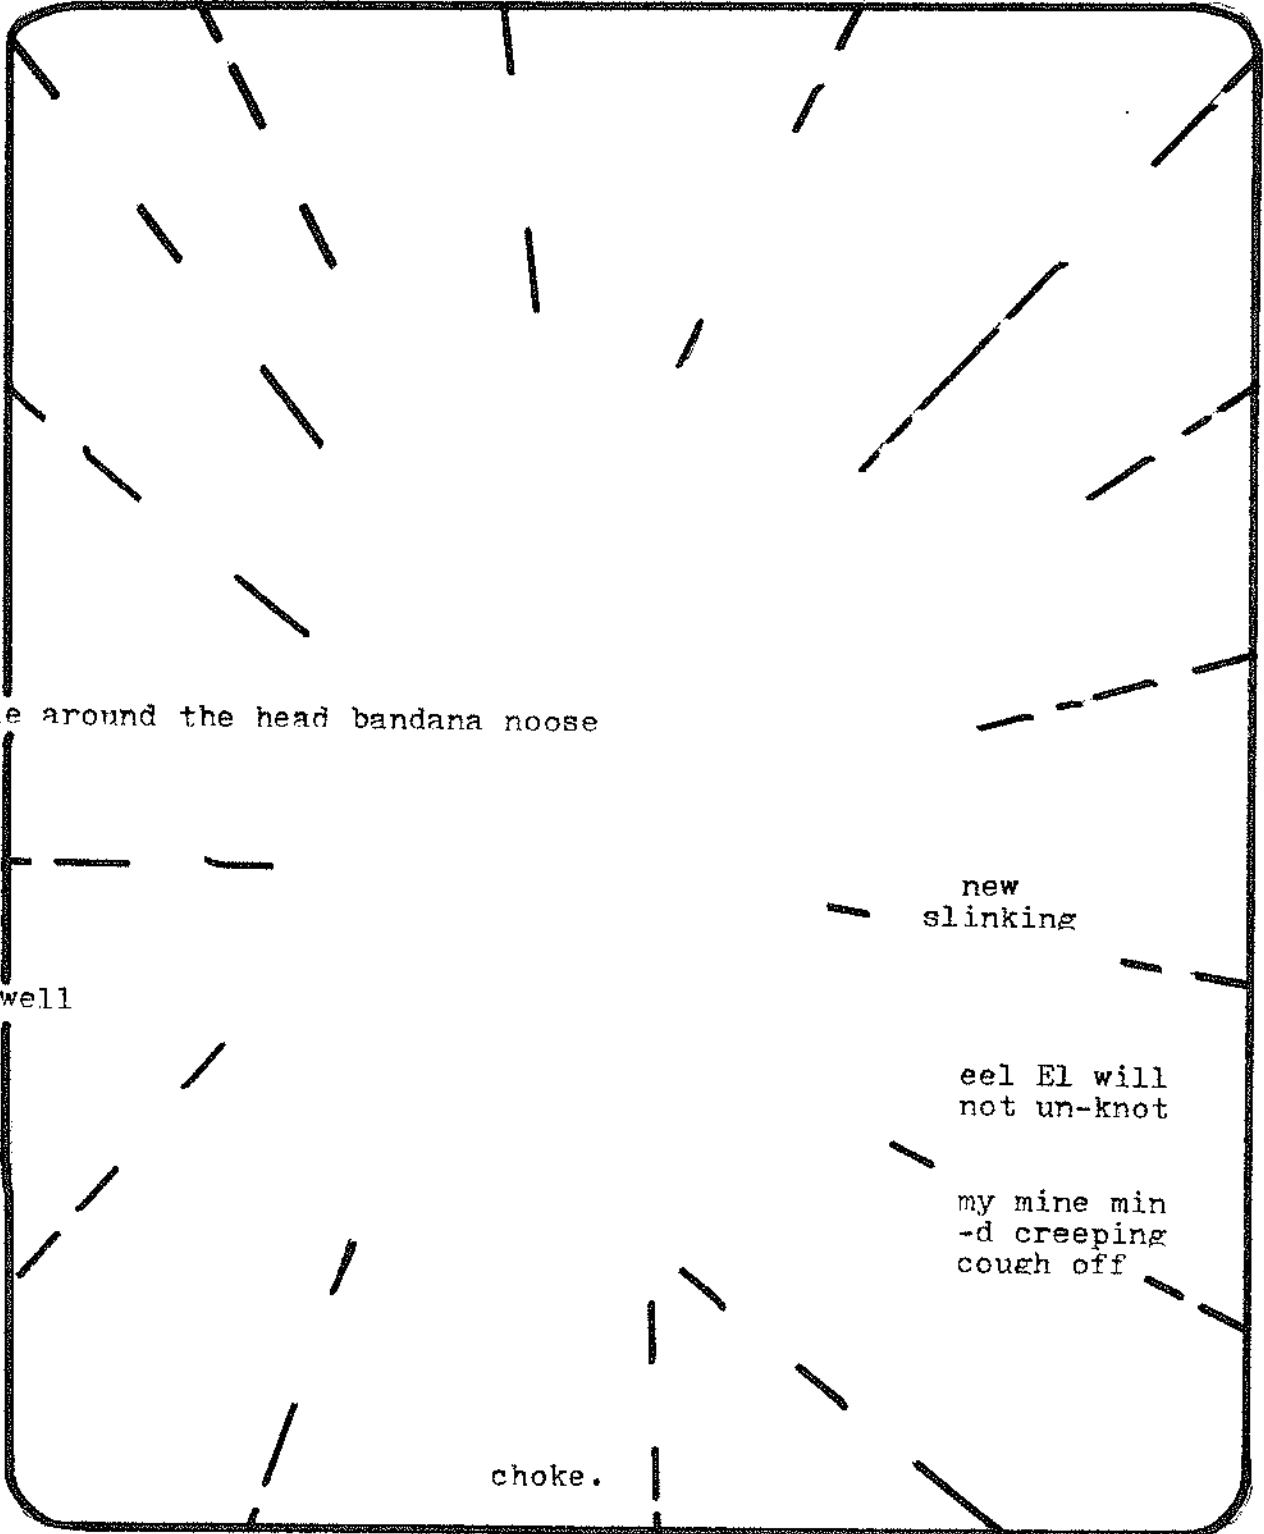 e around the head bandana noose
new
slinking
well
eel El will
not un-knot
my mine min
-d creeping
cough off
choke.